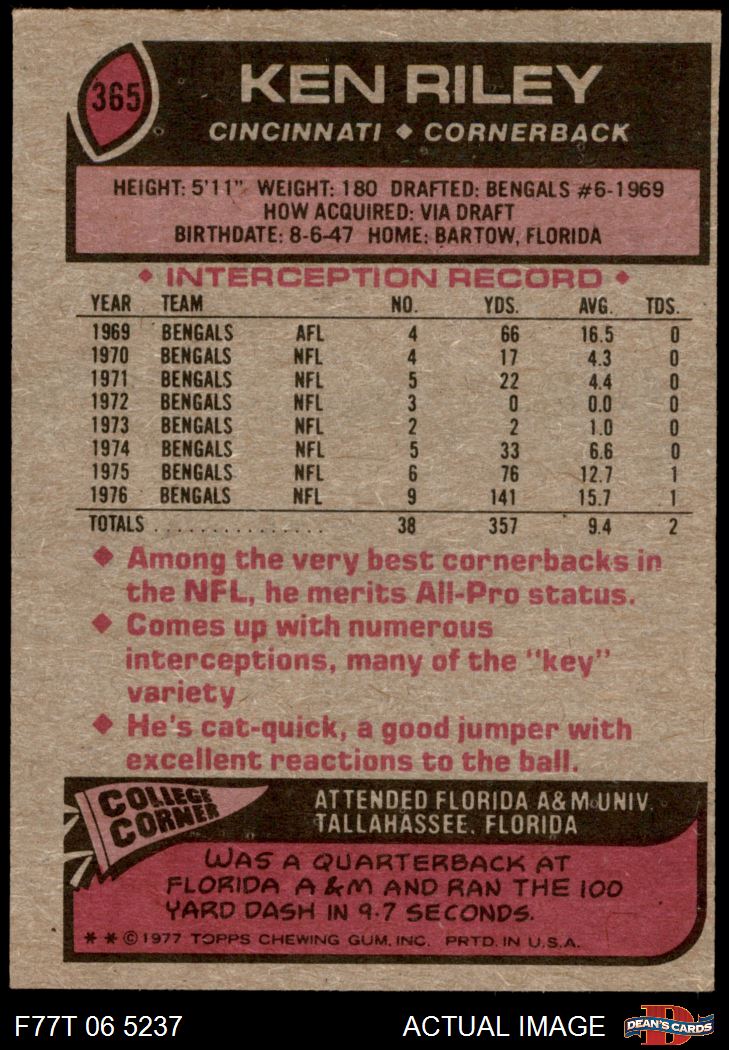 365
KEN RILEY
CINCINNATI ◆ CORNERBACK
HEIGHT: 5'11" WEIGHT: 180 DRAFTED: BENGALS #6-1969
HOW ACQUIRED: VIA DRAFT
BIRTHDATE: 8-6-47 HOME: BARTOW, FLORIDA
◆ INTERCEPTION RECORD ◆
YEAR TEAM NO. YDS. AVG. TDS.
1969 BENGALS AFL 4 66 16.5 0
1970 BENGALS NFL 4 17 4.3 0
1971 BENGALS NFL 5 22 4.4 0
1972 BENGALS NFL 3 0 0.0 0
1973 BENGALS NFL 2 2 1.0 0
1974 BENGALS NFL 5 33 6.6 0
1975 BENGALS NFL 6 76 12.7 1
1976 BENGALS NFL 9 141 15.7 1
TOTALS ................ 38 357 9.4 2
◆ Among the very best cornerbacks in
the NFL, he merits All-Pro status.
◆ Comes up with numerous
interceptions, many of the "key"
variety
◆ He's cat-quick, a good jumper with
excellent reactions to the ball.
COLLEGE
CORNER
ATTENDED FLORIDA A&M UNIV.
TALLAHASSEE, FLORIDA
WAS A QUARTERBACK AT
FLORIDA A&M AND RAN THE 100
YARD DASH IN 9.7 SECONDS.
* * © 1977 TOPPS CHEWING GUM, INC. PRTD. IN U.S.A.
F77T 06 5237 ACTUAL IMAGE
DEAN'S CARDS